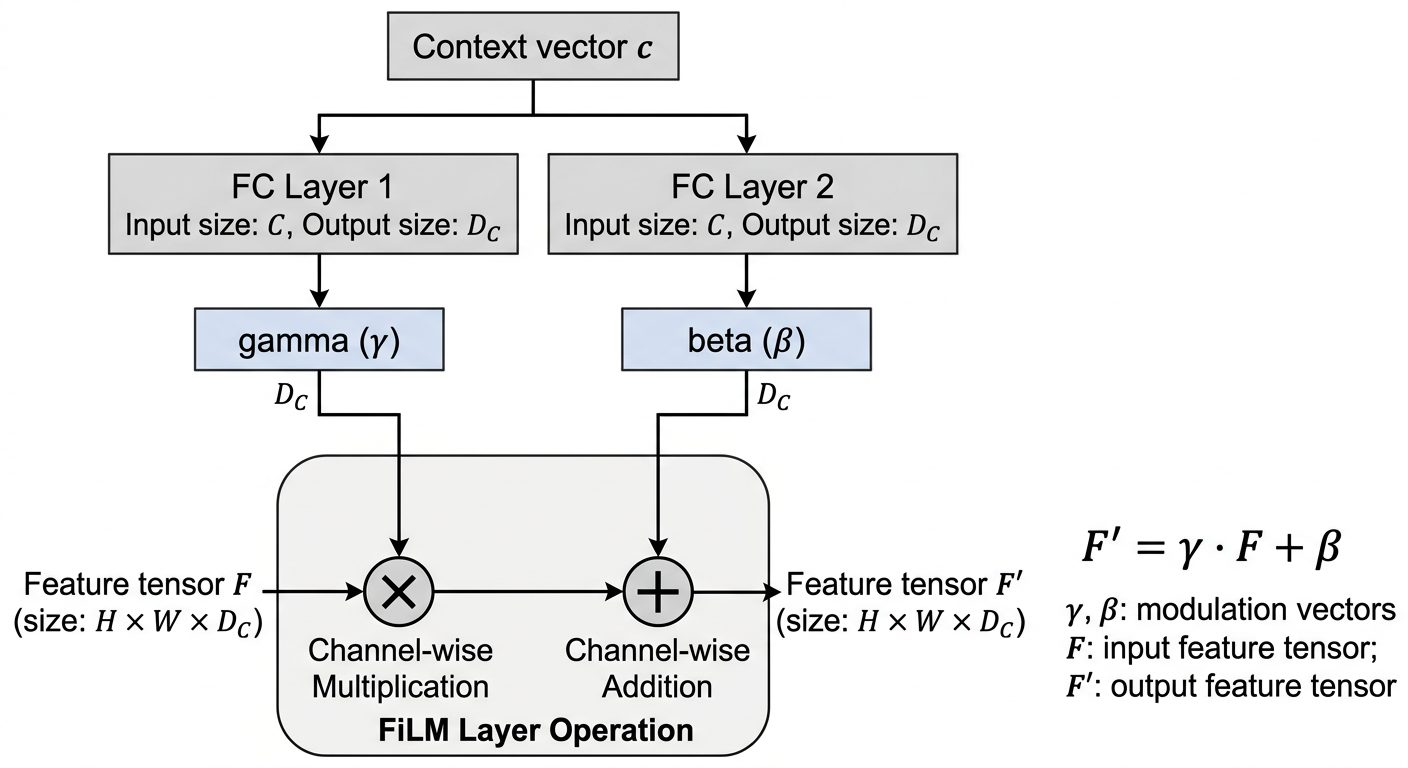 Context vector c
FC Layer 1
Input size: C, Output size: D_C
FC Layer 2
Input size: C, Output size: D_C
gamma (γ)
beta (β)
D_C
D_C
Feature tensor F
(size: H × W × D_C)
Channel-wise
Multiplication
Channel-wise
Addition
FiLM Layer Operation
Feature tensor F′
(size: H × W × D_C)
F′ = γ · F + β
γ, β: modulation vectors
F: input feature tensor;
F′: output feature tensor